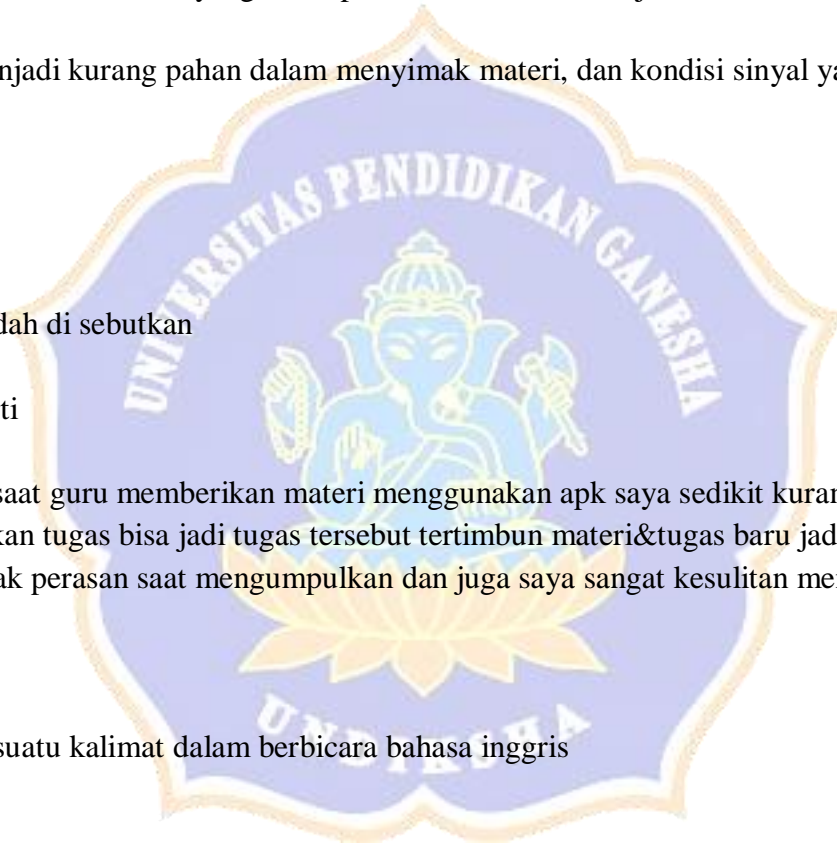 njadi kurang pahan dalam menyimak materi, dan kondisi sinyal ya
UNIVERSITAS PENDIDIKAN GANESHA
dah di sebutkan
ti
saat guru memberikan materi menggunakan apk saya sedikit kurar
kan tugas bisa jadi tugas tersebut tertimbun materi&tugas baru jad
ak perasan saat mengumpulkan dan juga saya sangat kesulitan me
UNDIKSHA
suatu kalimat dalam berbicara bahasa inggris